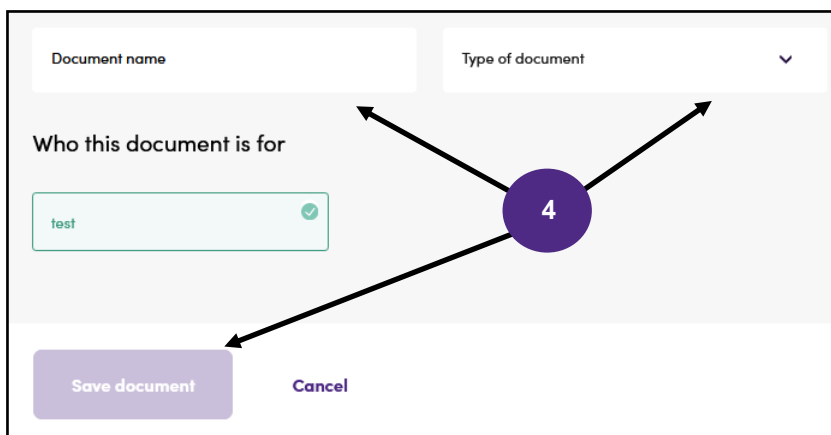 Document name
Type of document
Who this document is for
test
4
Save document
Cancel